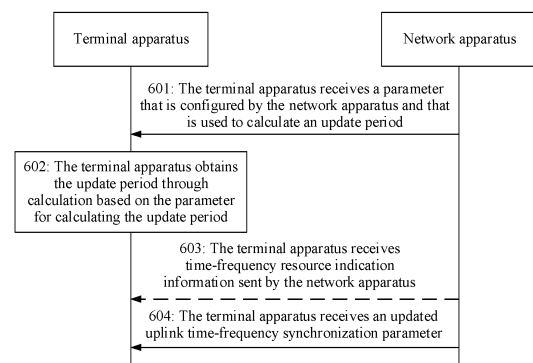 Terminal apparatus
Network apparatus
601: The terminal apparatus receives a parameter
that is configured by the network apparatus and that
is used to calculate an update period
602: The terminal apparatus obtains
the update period through
calculation based on the parameter
for calculating the update period
603: The terminal apparatus receives
time-frequency resource indication
information sent by the network apparatus
604: The terminal apparatus receives an updated
uplink time-frequency synchronization parameter